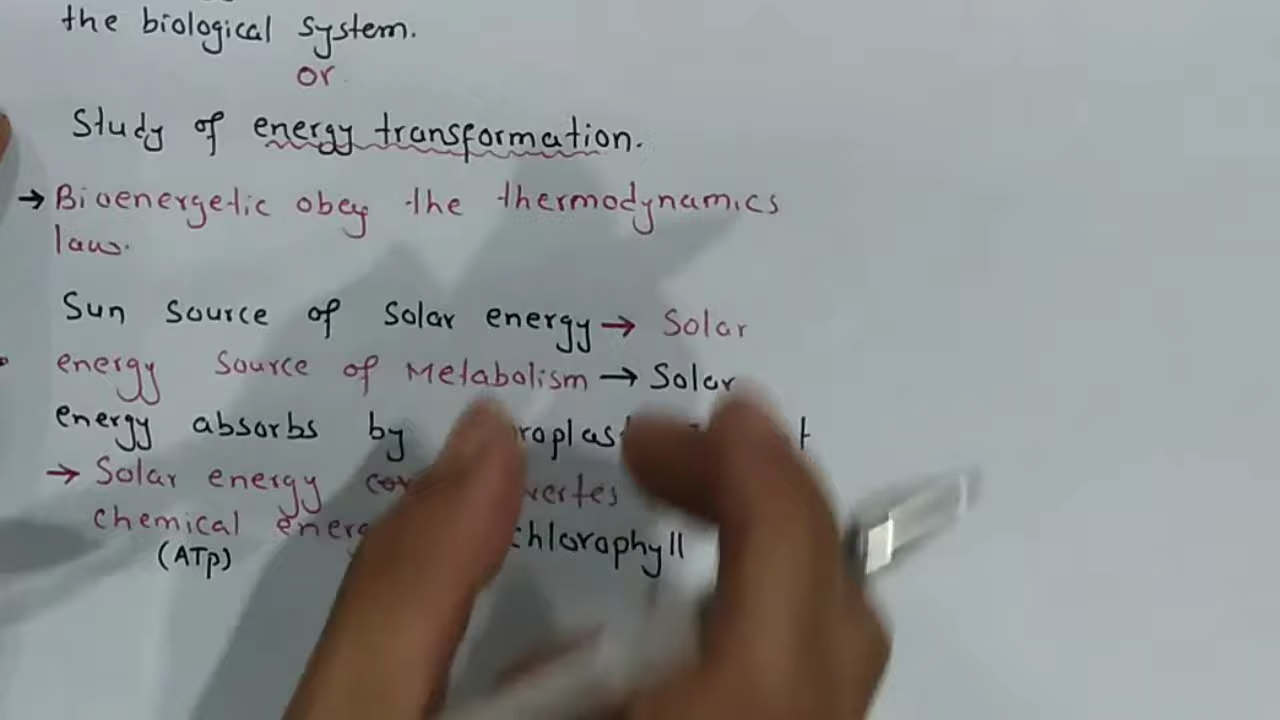 the biological system.
or
Study of energy transformation.
→ Bioenergetic obey the thermodynamics
law.
Sun source of Solar energy → Solar
energy source of Metabolism → Solar
energy absorbs by
→ Solar energy
chemical chlorophyll
(ATP)